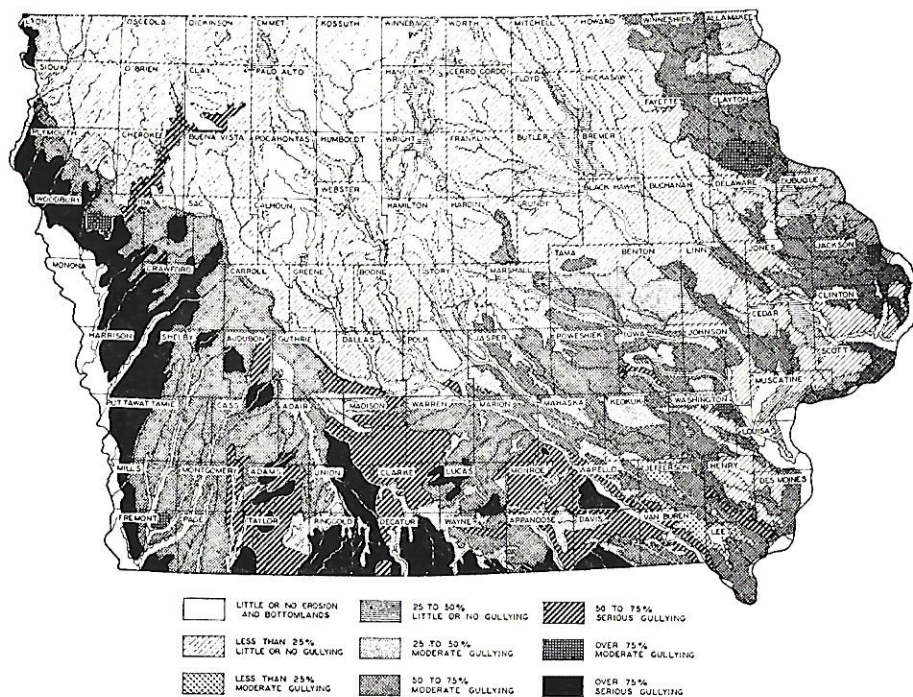 LYON OSCEOLA DICKINSON EMMET KOSSUTH WINNEBAGO WORTH MITCHELL HOWARD WINNESHIEK ALLAMAKEE
SIOUX O'BRIEN CLAY PALO ALTO HANCOCK CERRO GORDO FLOYD CHICKASAW
FAYETTE CLAYTON
PLYMOUTH CHEROKEE BUENA VISTA POCAHONTAS HUMBOLDT WRIGHT FRANKLIN BUTLER BREMER
WOODBURY IDA SAC CALHOUN WEBSTER HAMILTON HARDIN GRUNDY BLACK HAWK BUCHANAN DELAWARE DUBUQUE
MONONA CRAWFORD CARROLL GREENE BOONE STORY MARSHALL TAMA BENTON LINN JONES JACKSON
CLINTON
CEDAR
HARRISON SHELBY AUDUBON GUTHRIE DALLAS POLK JASPER POWESHIEK IOWA JOHNSON
SCOTT
MUSCATINE
POTTAWATTAMIE CASS ADAIR MADISON WARREN MARION MAHASKA KEOKUK WASHINGTON
LOUISA
MILLS MONTGOMERY ADAMS UNION CLARKE LUCAS MONROE WAPELLO JEFFERSON HENRY
DES MOINES
FREMONT PAGE TAYLOR RINGGOLD DECATUR WAYNE APPANOOSE DAVIS VAN BUREN
LEE
LITTLE OR NO EROSION
AND BOTTOMLANDS
25 TO 50%
LITTLE OR NO GULLYING
50 TO 75%
SERIOUS GULLYING
LESS THAN 25%
LITTLE OR NO GULLYING
25 TO 50%
MODERATE GULLYING
OVER 75%
MODERATE GULLYING
LESS THAN 25%
MODERATE GULLYING
50 TO 75%
MODERATE GULLYING
OVER 75%
SERIOUS GULLYING